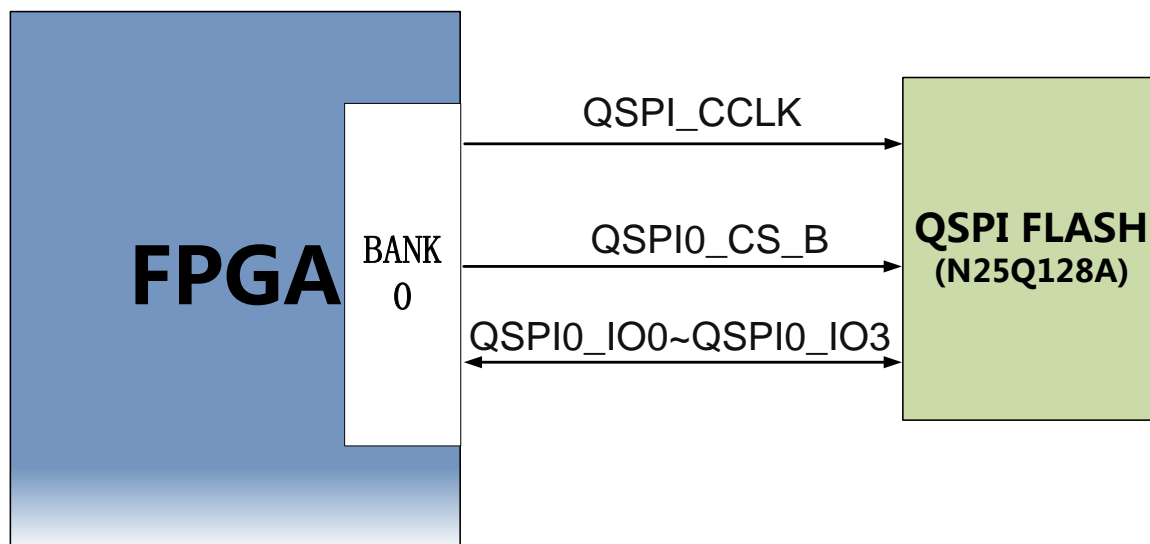 FPGA
BANK
0
QSPI_CCLK
QSPI0_CS_B
QSPI0_IO0~QSPI0_IO3
QSPI FLASH
(N25Q128A)